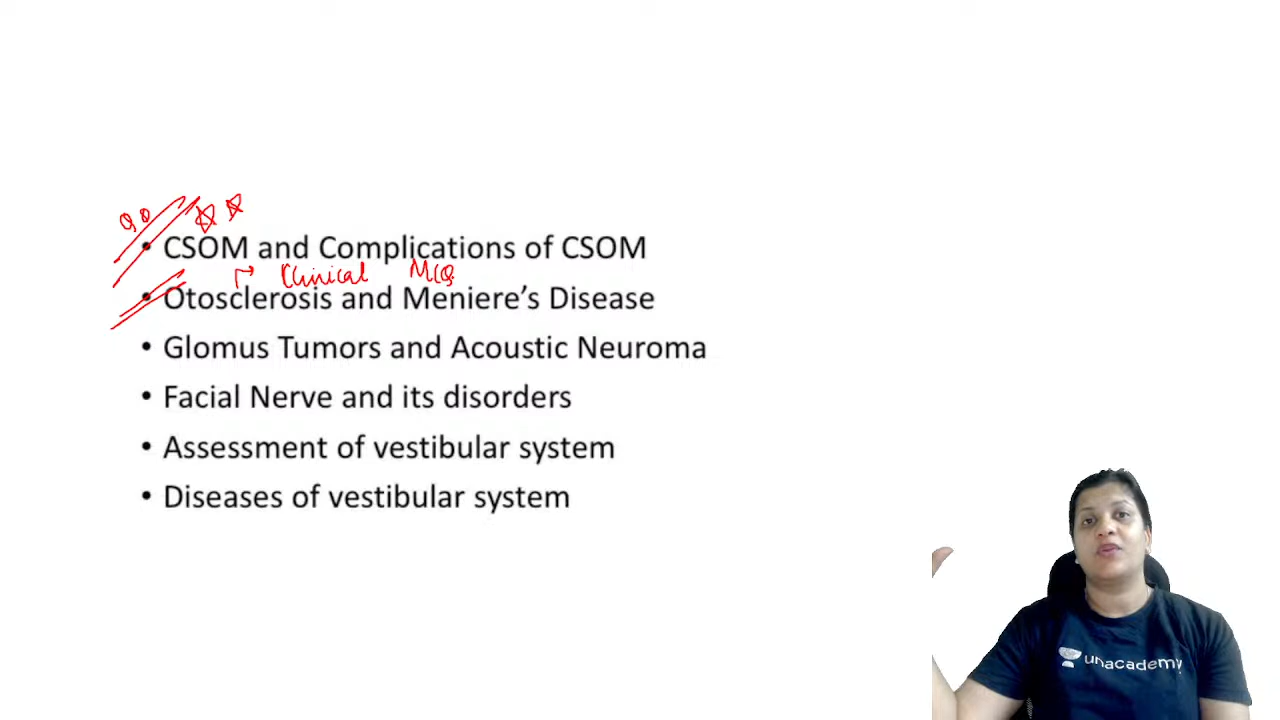 90
• CSOM and Complications of CSOM
Clinical MCQ
• Otosclerosis and Meniere's Disease
• Glomus Tumors and Acoustic Neuroma
• Facial Nerve and its disorders
• Assessment of vestibular system
• Diseases of vestibular system
unacademy